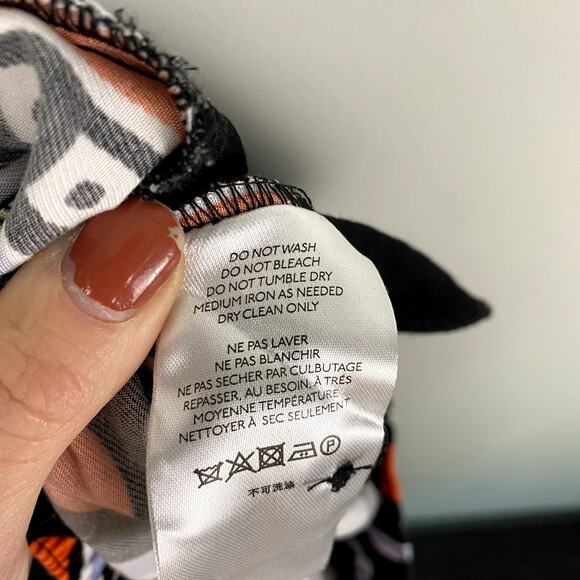 DO NOT WASH
DO NOT BLEACH
DO NOT TUMBLE DRY
MEDIUM IRON AS NEEDED
DRY CLEAN ONLY
NE PAS LAVER
NE PAS BLANCHIR
NE PAS SECHER PAR CULBUTAGE
REPASSER, AU BESOIN, À TRÉS
MOYENNE TEMPÉRATURE
NETTOYER À SEC SEULEMENT
P
不可洗涤